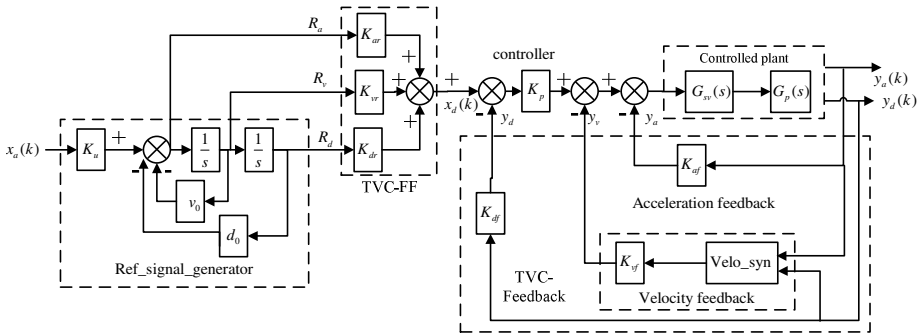 x_a(k)
K_u
+
-
-
1/s
1/s
v_0
d_0
Ref_signal_generator
R_a
R_v
R_d
K_ar
K_vr
K_dr
+
+
+
TVC-FF
+
x_d(k)
-
y_d
controller
K_p
+
-
y_v
+
-
y_a
Controlled plant
G_sv(s)
G_p(s)
y_a(k)
y_d(k)
K_af
Acceleration feedback
K_df
K_vf
Velo_syn
Velocity feedback
TVC-
Feedback